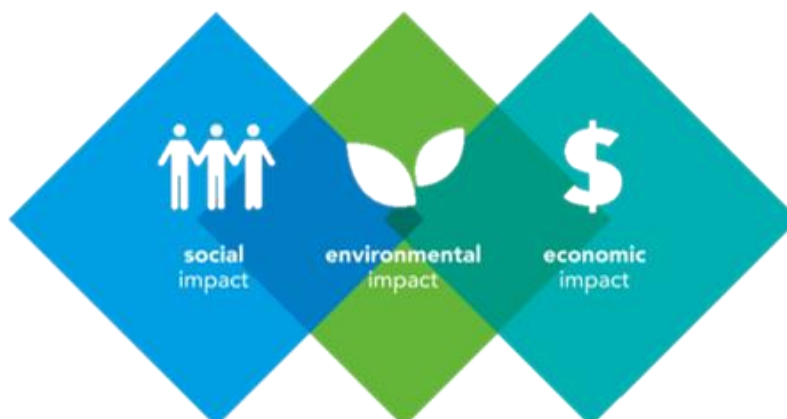 social
impact
environmental
impact
economic
impact